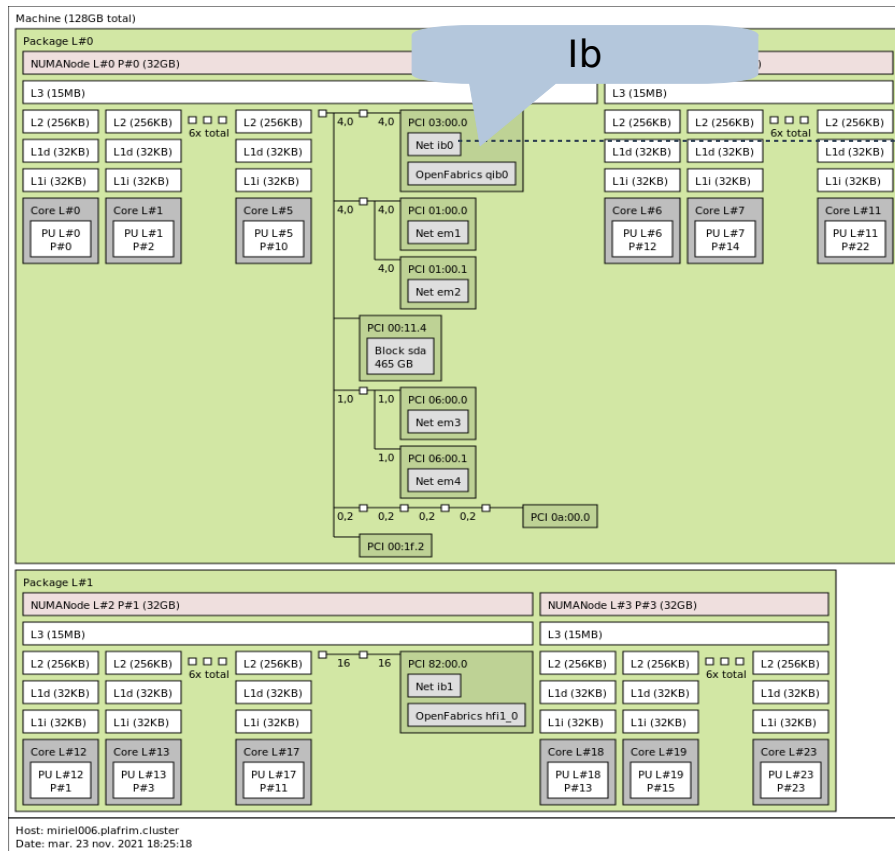 Machine (128GB total)
Package L#0
NUMANode L#0 P#0 (32GB)
Ib
)
L3 (15MB)
L3 (15MB)
L2 (256KB) L2 (256KB) 6x total L2 (256KB)
L1d (32KB) L1d (32KB) L1d (32KB)
L1i (32KB) L1i (32KB) L1i (32KB)
Core L#0 Core L#1 Core L#5
PU L#0 PU L#1 PU L#5
P#0 P#2 P#10
4,0 4,0 PCI 03:00.0
Net ib0
OpenFabrics qib0
4,0 4,0 PCI 01:00.0
Net em1
4,0 PCI 01:00.1
Net em2
PCI 00:11.4
Block sda
465 GB
1,0 1,0 PCI 06:00.0
Net em3
1,0 PCI 06:00.1
Net em4
0,2 0,2 0,2 0,2 PCI 0a:00.0
PCI 00:1f.2
L2 (256KB) L2 (256KB) 6x total L2 (256KB)
L1d (32KB) L1d (32KB) L1d (32KB)
L1i (32KB) L1i (32KB) L1i (32KB)
Core L#6 Core L#7 Core L#11
PU L#6 PU L#7 PU L#11
P#12 P#14 P#22
Package L#1
NUMANode L#2 P#1 (32GB)
L3 (15MB)
L2 (256KB) L2 (256KB) 6x total L2 (256KB)
L1d (32KB) L1d (32KB) L1d (32KB)
L1i (32KB) L1i (32KB) L1i (32KB)
Core L#12 Core L#13 Core L#17
PU L#12 PU L#13 PU L#17
P#1 P#3 P#11
16 16 PCI 82:00.0
Net ib1
OpenFabrics hfi1_0
NUMANode L#3 P#3 (32GB)
L3 (15MB)
L2 (256KB) L2 (256KB) 6x total L2 (256KB)
L1d (32KB) L1d (32KB) L1d (32KB)
L1i (32KB) L1i (32KB) L1i (32KB)
Core L#18 Core L#19 Core L#23
PU L#18 PU L#19 PU L#23
P#13 P#15 P#23
Host: miriel006.plafrim.cluster
Date: mar. 23 nov. 2021 18:25:18